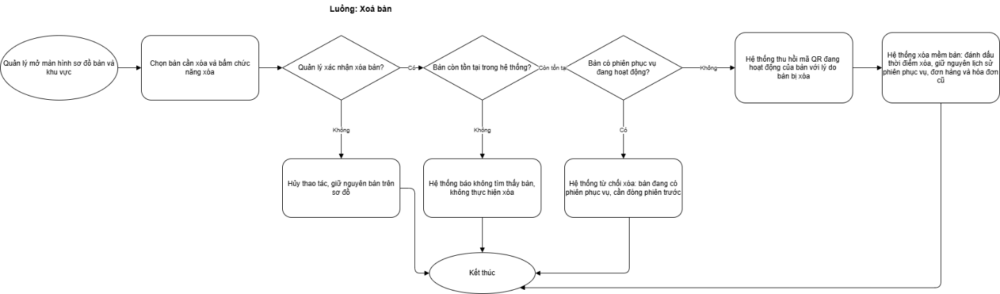 Luồng: Xoá bàn
Quản lý mở màn hình sơ đồ bàn và
khu vực
Chọn bàn cần xóa và bấm chức
năng xóa
Quản lý xác nhận xóa bàn?
Có
Bàn còn tồn tại trong hệ thống?
Còn tồn tại
Bàn có phiên phục vụ
đang hoạt động?
Không
Hệ thống thu hồi mã QR đang
hoạt động của bàn với lý do
bàn bị xóa
Hệ thống xóa mềm bàn: đánh dấu
thời điểm xóa, giữ nguyên lịch sử
phiên phục vụ, đơn hàng và hóa đơn
cũ
Không
Không
Có
Hủy thao tác, giữ nguyên bàn trên
sơ đồ
Hệ thống báo không tìm thấy bàn,
không thực hiện xóa
Hệ thống từ chối xóa: bàn đang có
phiên phục vụ, cần đóng phiên trước
Kết thúc